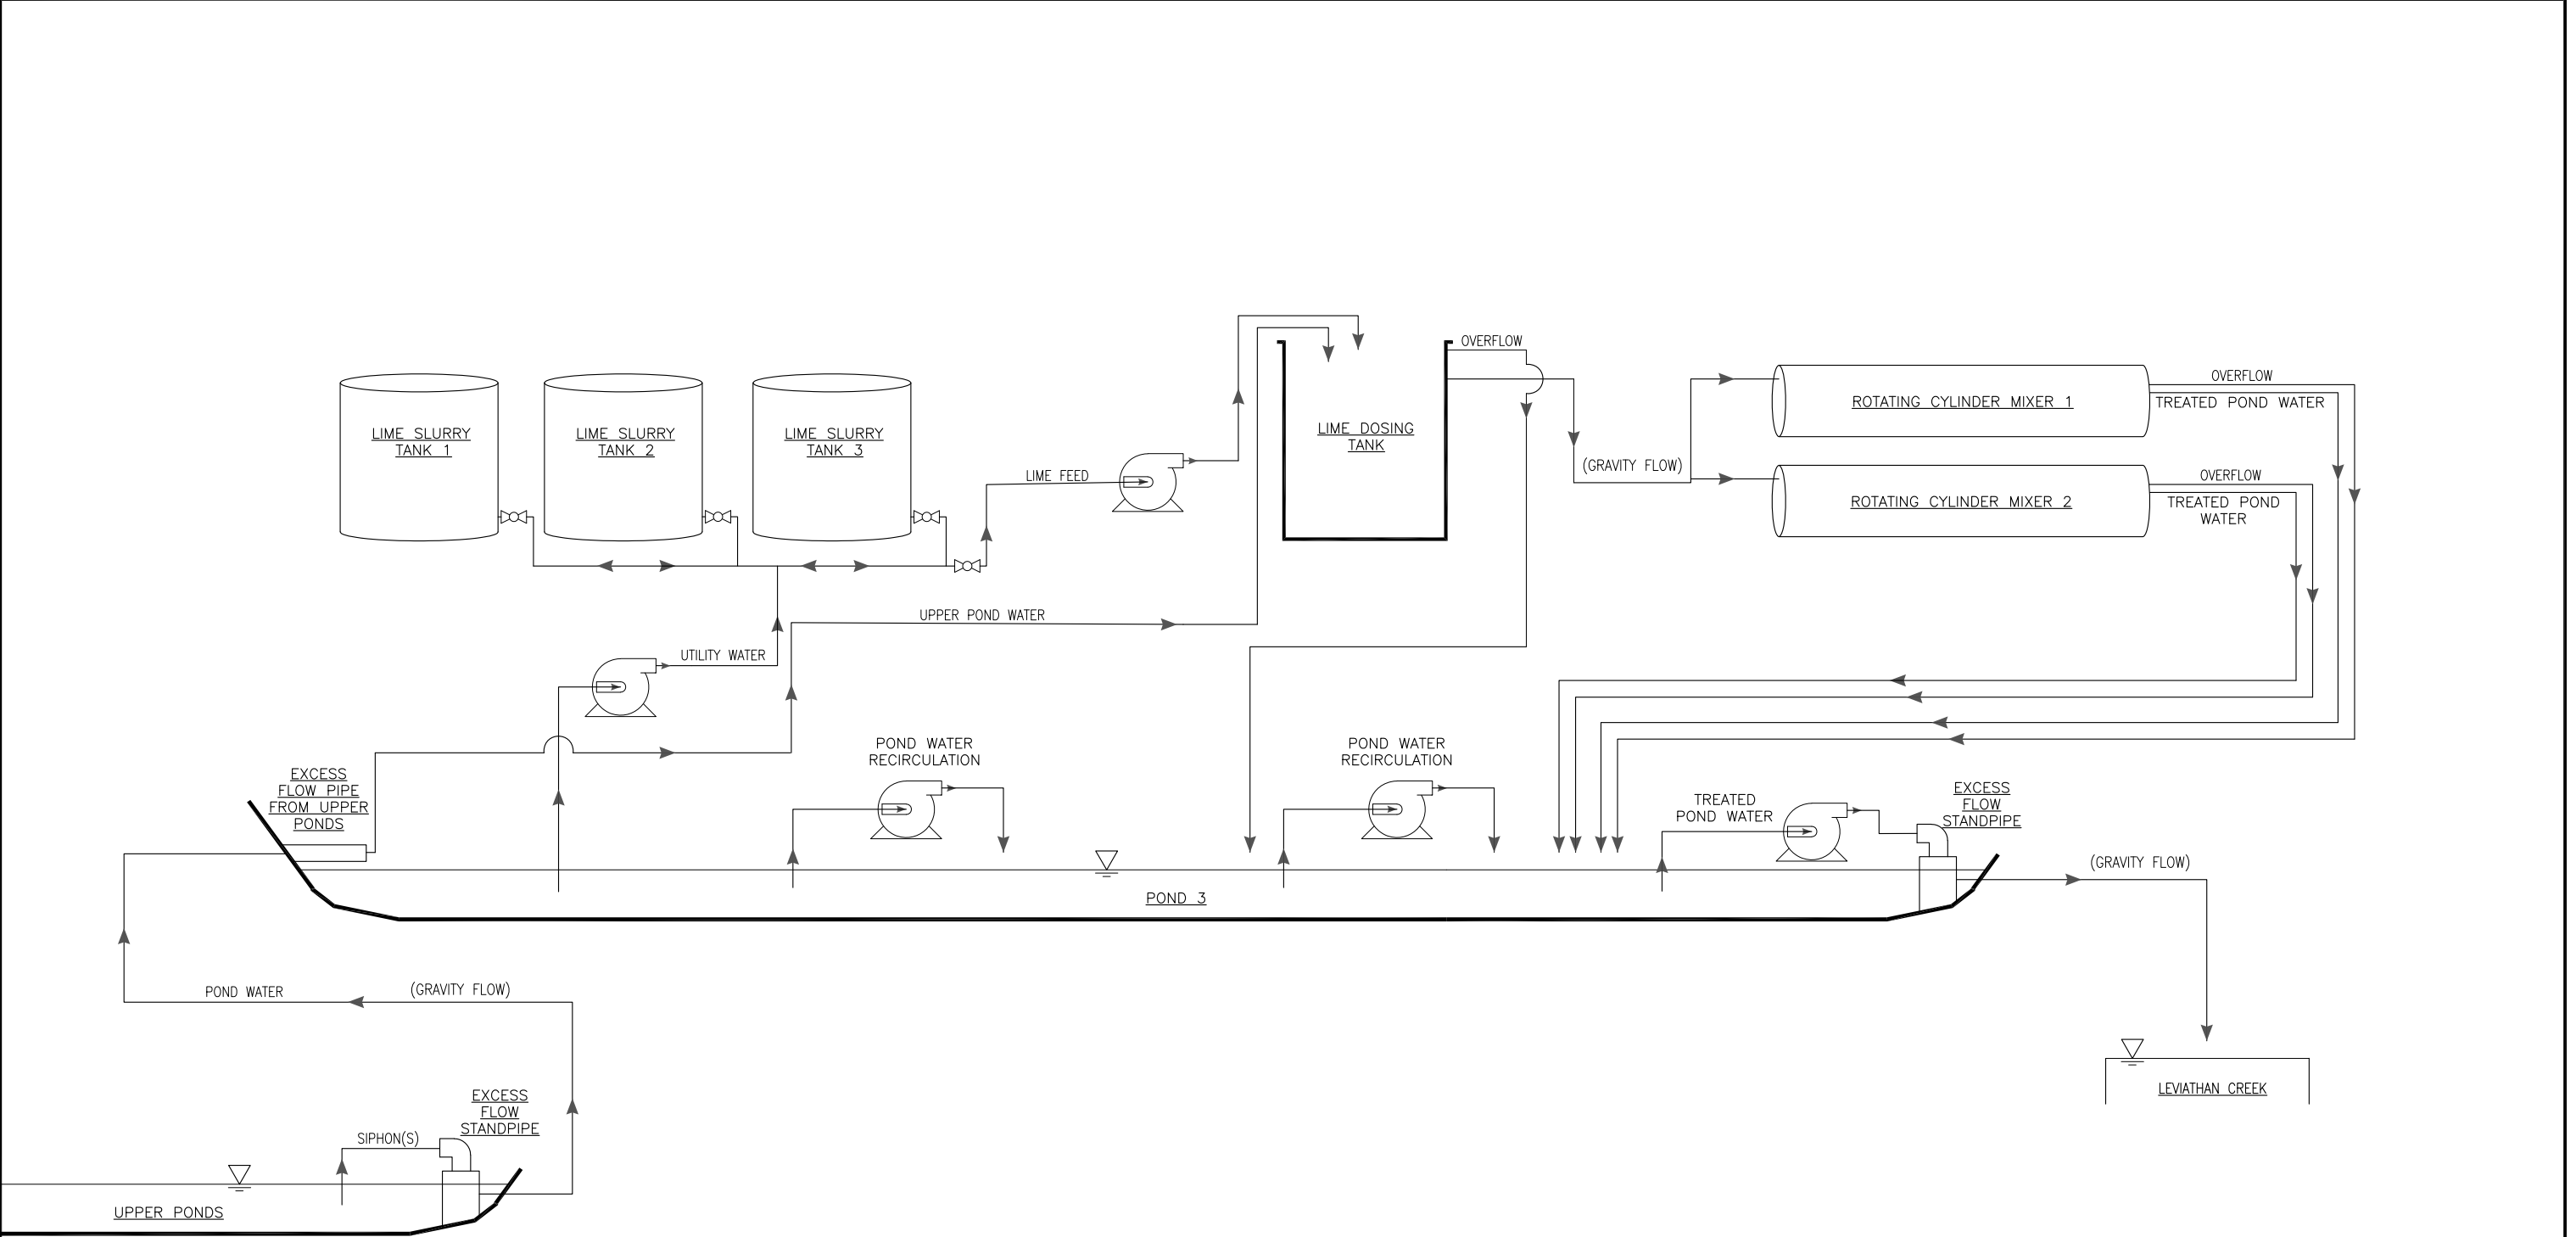 OVERFLOW
OVERFLOW
ROTATING CYLINDER MIXER 1
TREATED POND WATER
LIME SLURRY
TANK 1
LIME SLURRY
TANK 2
LIME SLURRY
TANK 3
LIME DOSING
TANK
LIME FEED
(GRAVITY FLOW)
OVERFLOW
ROTATING CYLINDER MIXER 2
TREATED POND
WATER
UPPER POND WATER
UTILITY WATER
POND WATER
RECIRCULATION
POND WATER
RECIRCULATION
EXCESS
FLOW PIPE
FROM UPPER
PONDS
TREATED
POND WATER
EXCESS
FLOW
STANDPIPE
(GRAVITY FLOW)
POND 3
POND WATER
(GRAVITY FLOW)
LEVIATHAN CREEK
EXCESS
FLOW
STANDPIPE
SIPHON(S)
UPPER PONDS